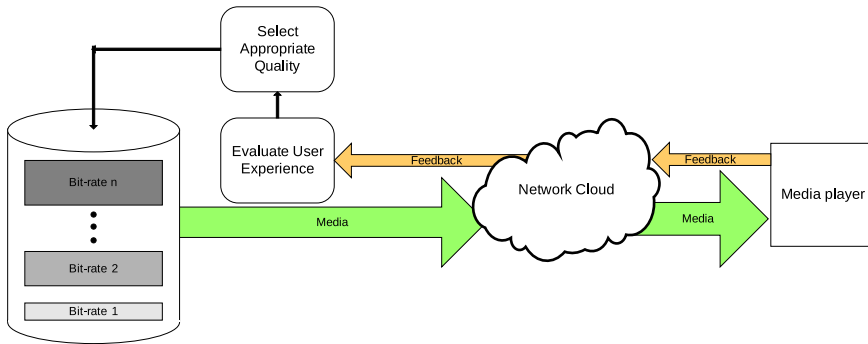 Select
Appropriate
Quality
Evaluate User
Experience
Feedback
Feedback
Bit-rate n
Network Cloud
Media player
Media
Media
Bit-rate 2
Bit-rate 1